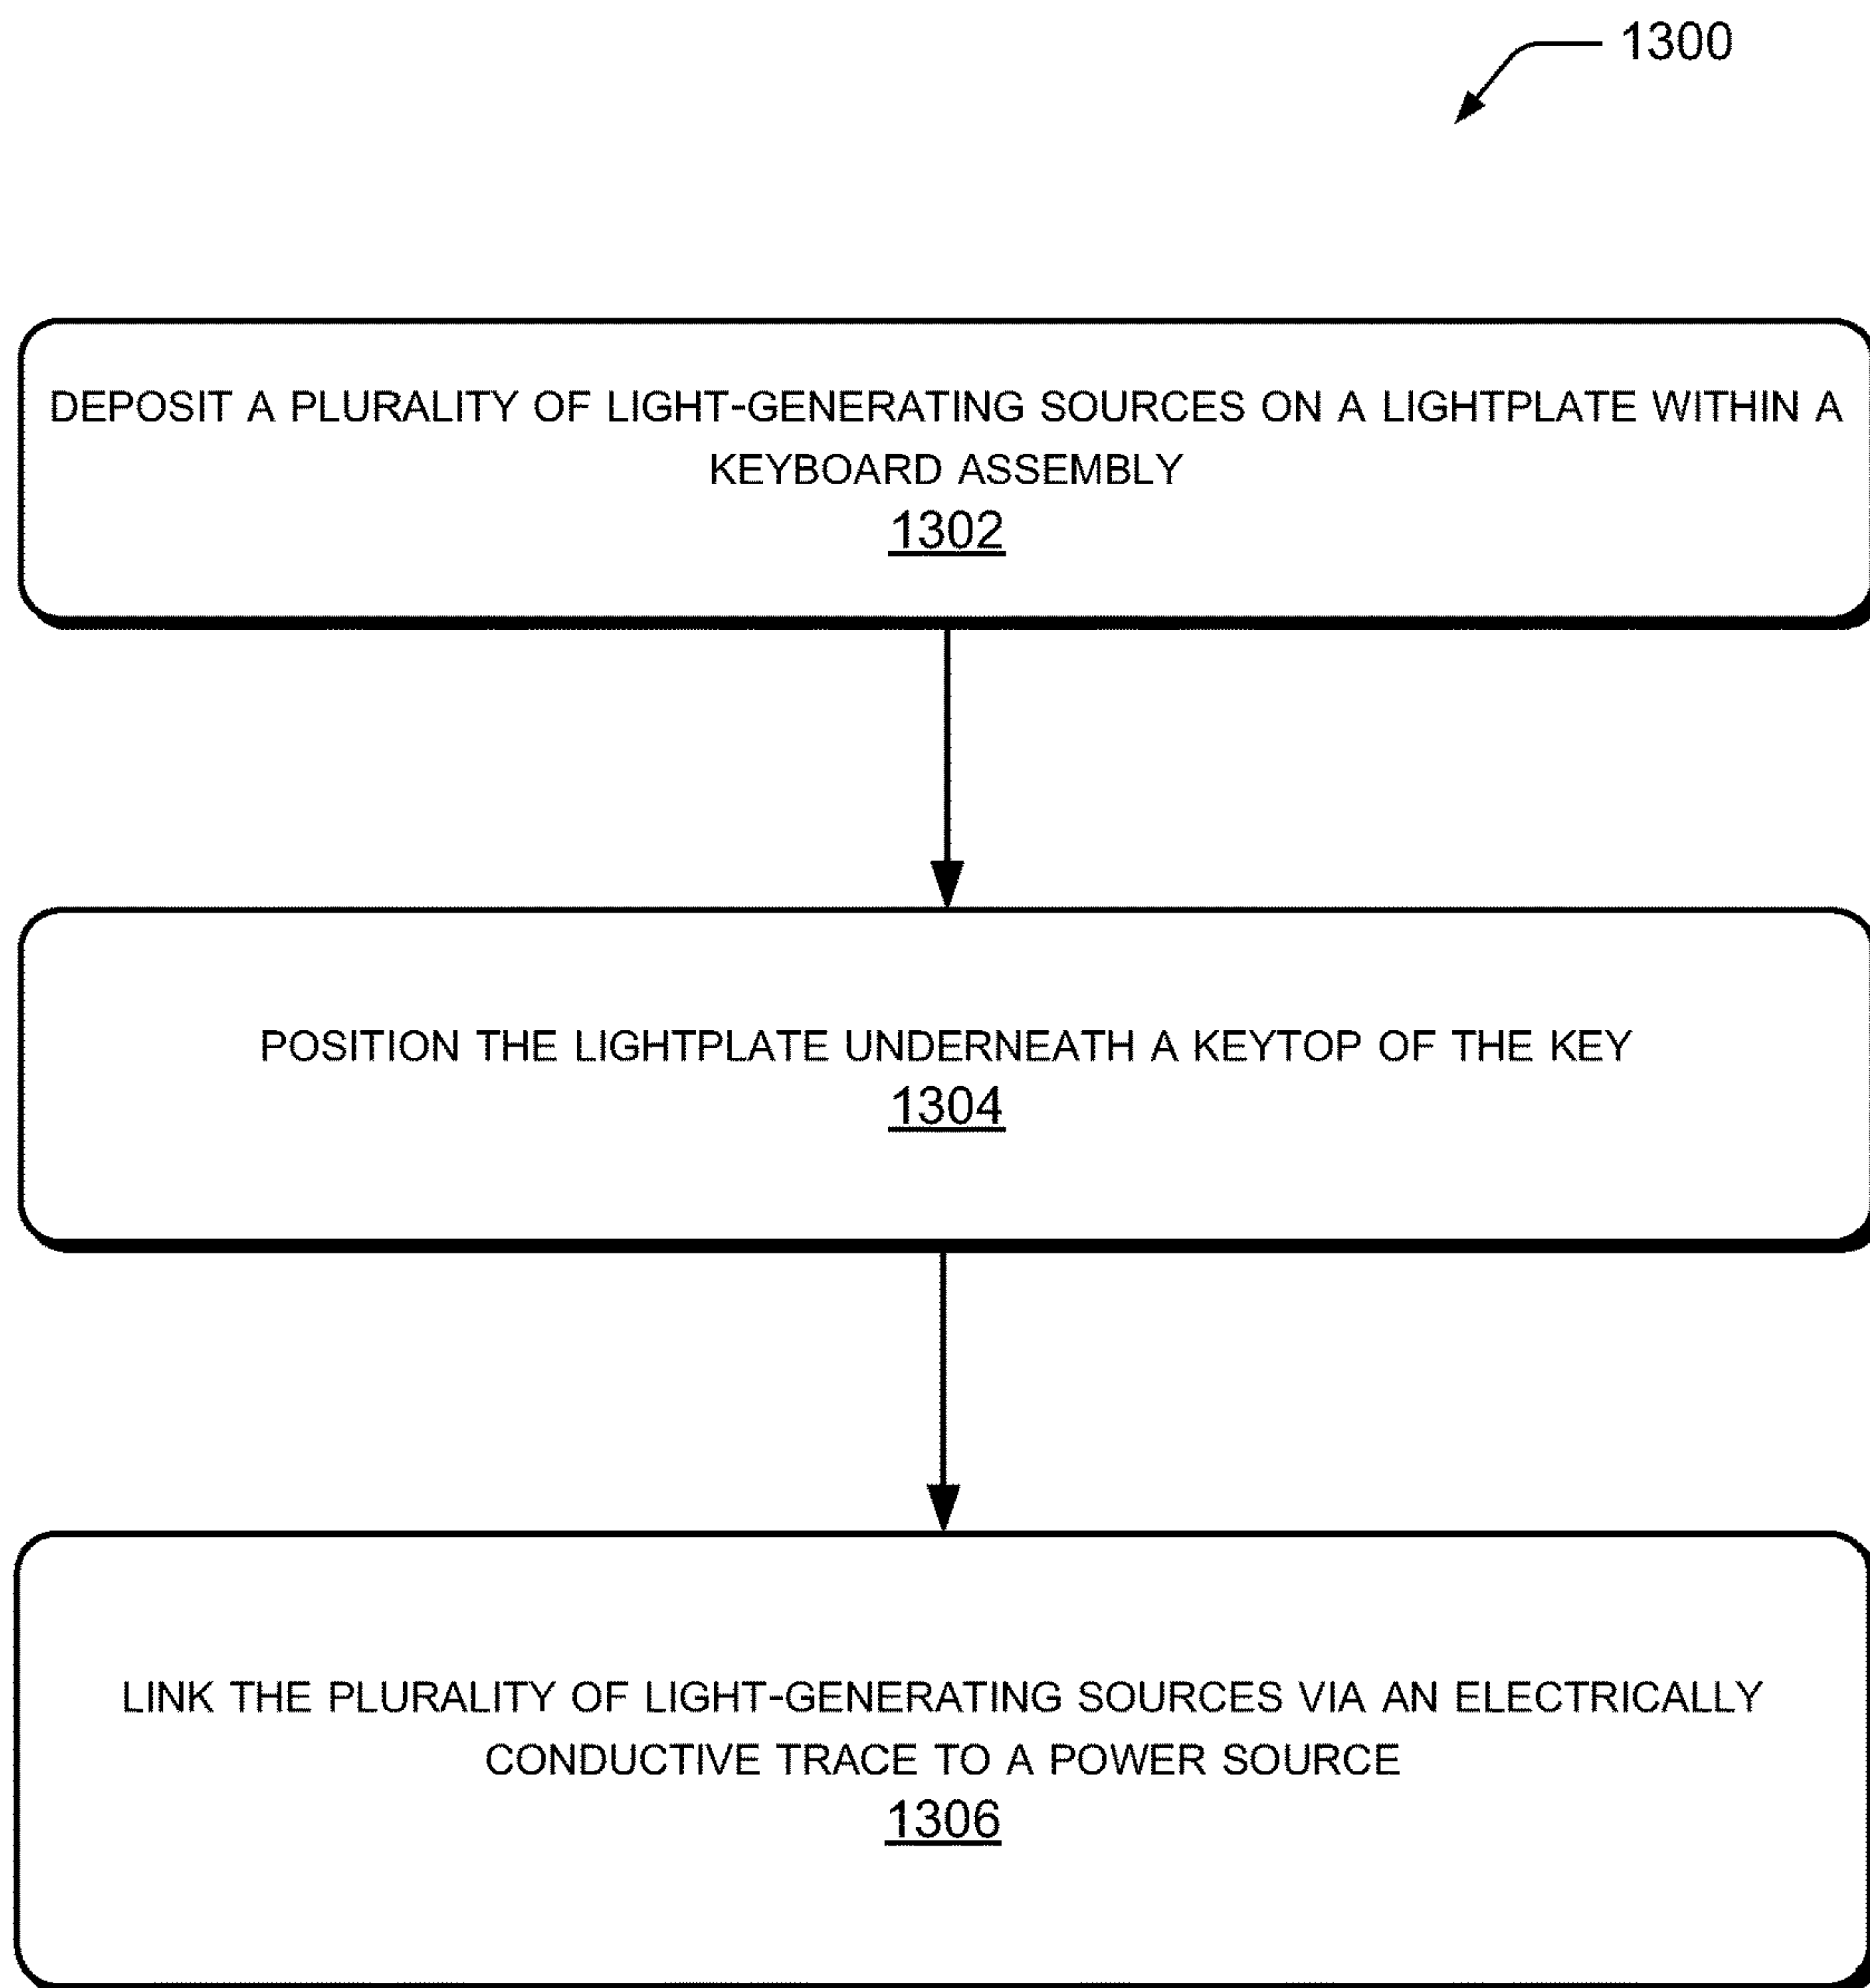 1300
DEPOSIT A PLURALITY OF LIGHT-GENERATING SOURCES ON A LIGHTPLATE WITHIN A
KEYBOARD ASSEMBLY
1302
POSITION THE LIGHTPLATE UNDERNEATH A KEYTOP OF THE KEY
1304
LINK THE PLURALITY OF LIGHT-GENERATING SOURCES VIA AN ELECTRICALLY
CONDUCTIVE TRACE TO A POWER SOURCE
1306